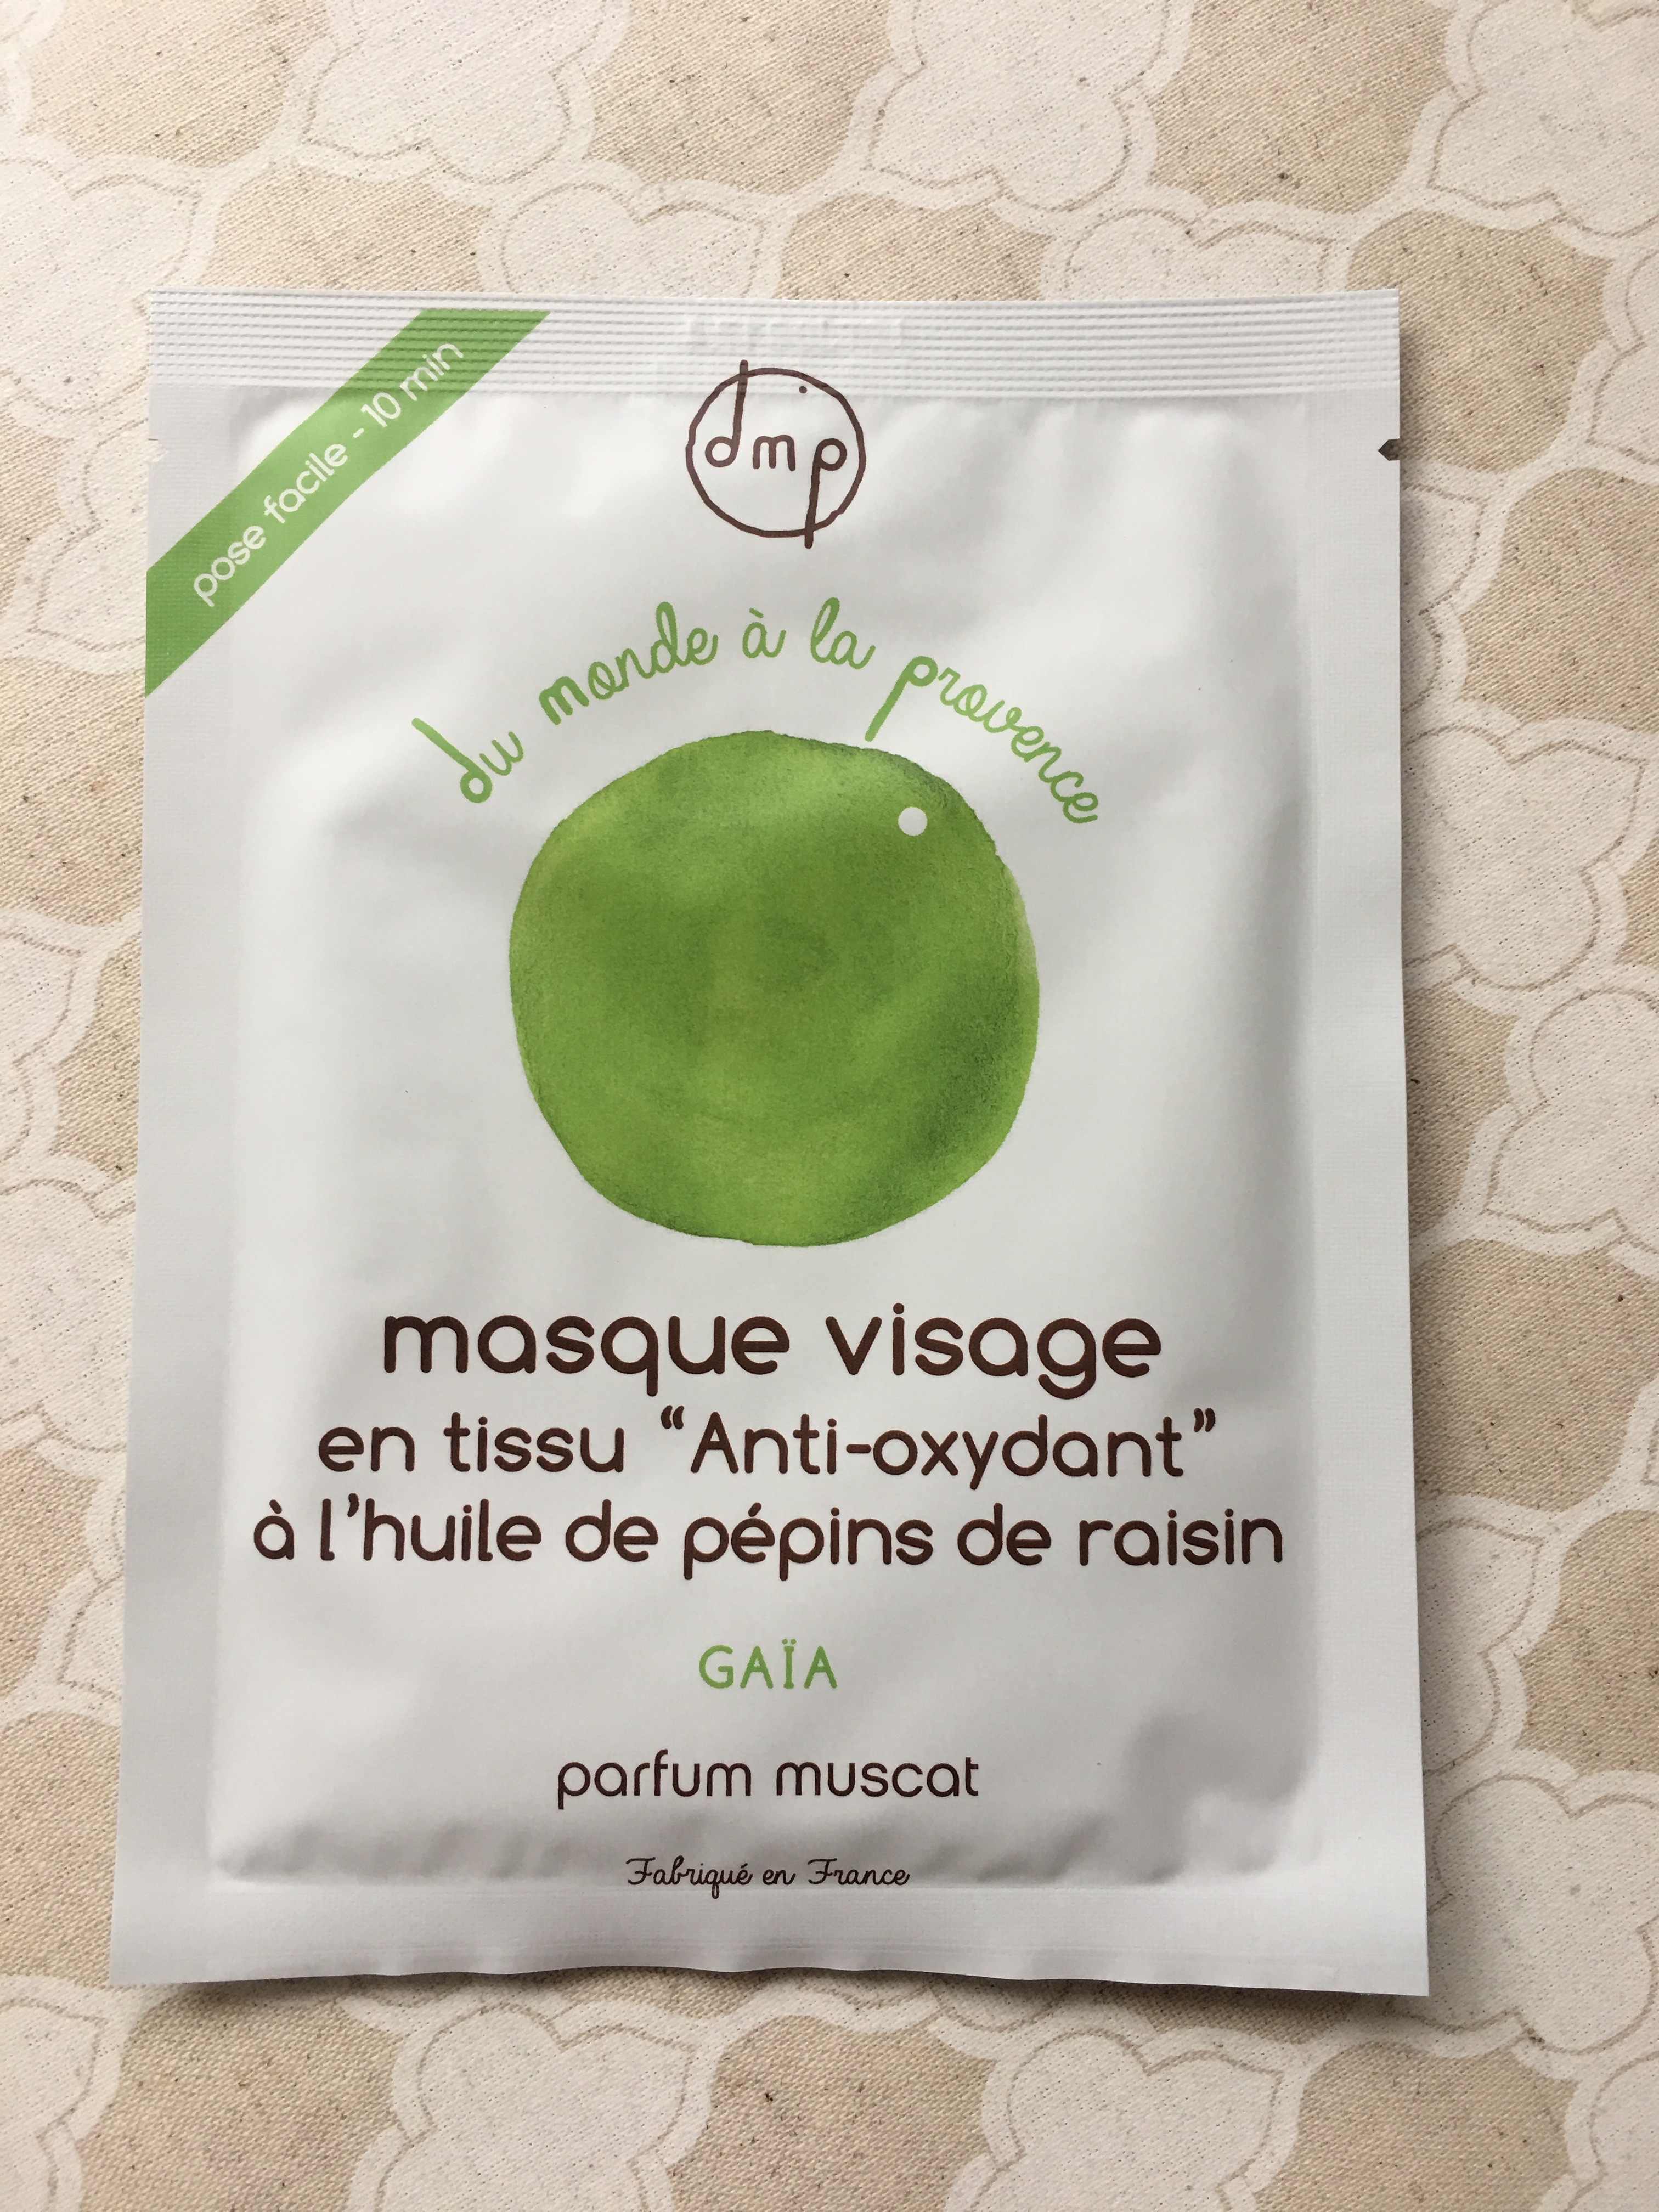 pose facile - 10 min
dmp
du monde à la provence
masque visage
en tissu “Anti-oxydant”
à l'huile de pépins de raisin
GAÏA
parfum muscat
Fabriqué en France